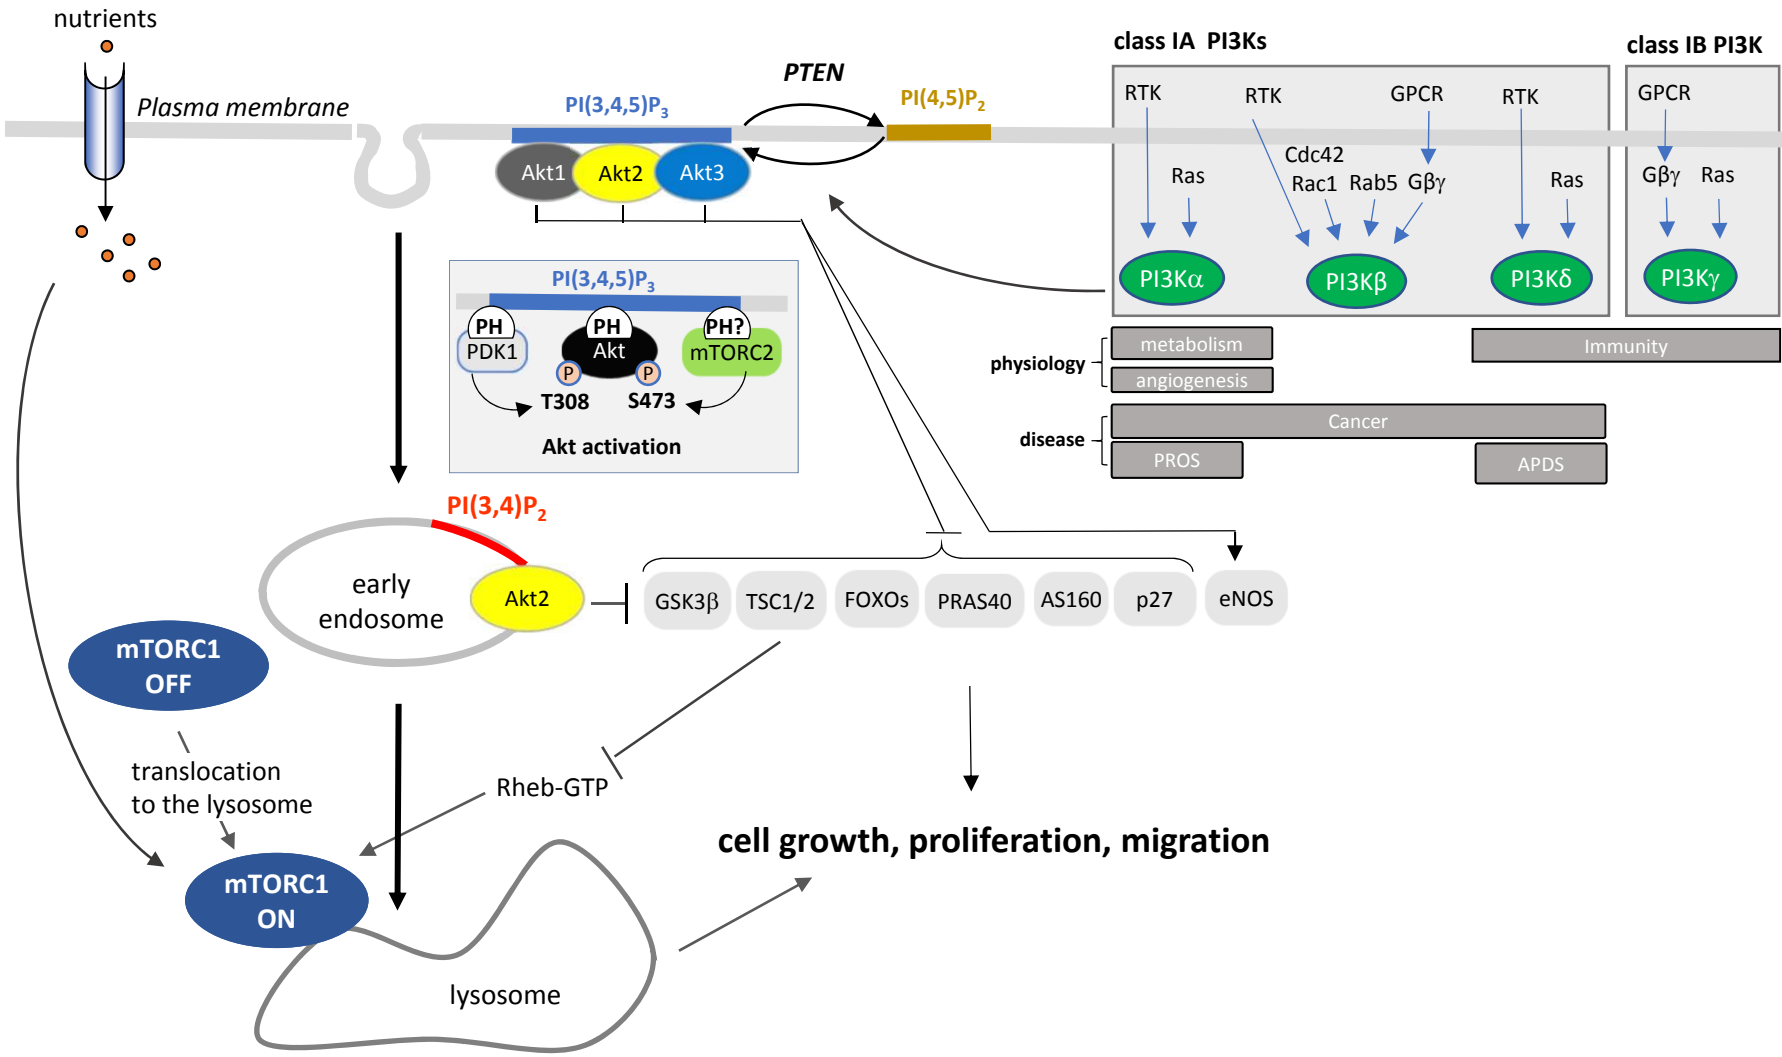 nutrients
Plasma membrane
PI(3,4,5)P3
PTEN
PI(4,5)P2
class IA PI3Ks
class IB PI3K
RTK
RTK
GPCR
RTK
GPCR
Akt1
Akt2
Akt3
Ras
Cdc42
Rac1
Rab5
Gβγ
Ras
Gβγ
Ras
PI3Kα
PI3Kβ
PI3Kδ
PI3Kγ
PI(3,4,5)P3
PH
PH
PH?
PDK1
Akt
mTORC2
P
P
T308
S473
Akt activation
physiology
metabolism
angiogenesis
Immunity
disease
Cancer
PROS
APDS
PI(3,4)P2
early
endosome
Akt2
GSK3β
TSC1/2
FOXOs
PRAS40
AS160
p27
eNOS
mTORC1
OFF
translocation
to the lysosome
Rheb-GTP
cell growth, proliferation, migration
mTORC1
ON
lysosome